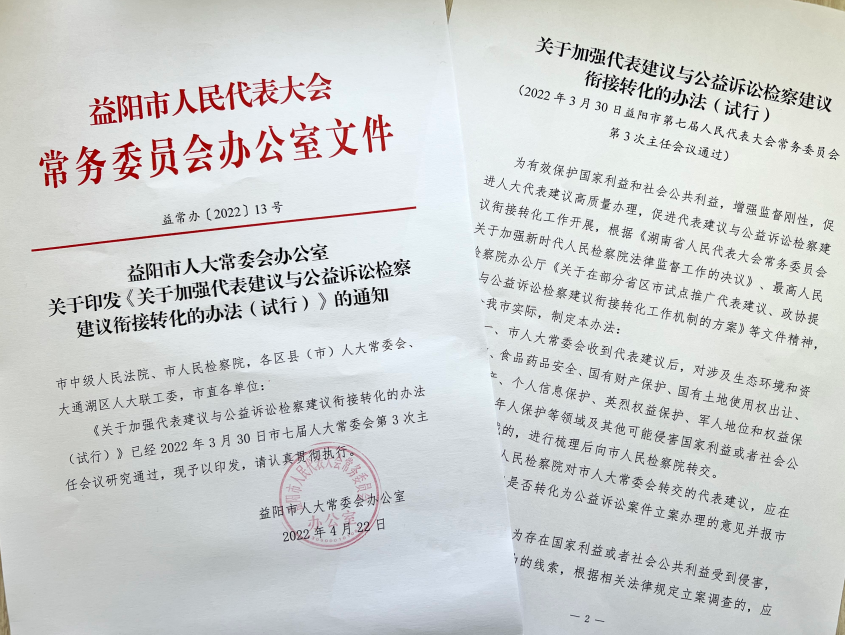 益阳市人民代表大会
常务委员会办公室文件
益常办〔2022〕13号
益阳市人大常委会办公室
关于印发《关于加强代表建议与公益诉讼检察
建议衔接转化的办法（试行）》的通知
市中级人民法院、市人民检察院，各区县（市）人大常委会、
大通湖区人大联工委，市直各单位：
《关于加强代表建议与公益诉讼检察建议衔接转化的办法
（试行）》已经2022年3月30日市七届人大常委会第3次主
任会议研究通过，现予以印发，请认真贯彻执行。
益阳市人大常委会办公室
2022年4月22日
益阳市人民代表大会常务委员会
办公室
关于加强代表建议与公益诉讼检察建议
衔接转化的办法（试行）
（2022年3月30日益阳市第七届人民代表大会常务委员会
第3次主任会议通过）
为有效保护国家利益和社会公共利益，增强监督刚性，促
进人大代表建议高质量办理，促进代表建议与公益诉讼检察建
议衔接转化工作开展，根据《湖南省人民代表大会常务委员会
关于加强新时代人民检察院法律监督工作的决议》、最高人民
检察院办公厅《关于在部分省区市试点推广代表建议、政协提
与公益诉讼检察建议衔接转化工作机制的方案》等文件精神，
我市实际，制定本办法：
一、市人大常委会收到代表建议后，对涉及生态环境和资
、食品药品安全、国有财产保护、国有土地使用权出让、
产、个人信息保护、英烈权益保护、军人地位和权益保
年人保护等领域及其他可能侵害国家利益或者社会公
的，进行梳理后向市人民检察院转交。
人民检察院对市人大常委会转交的代表建议，应在
是否转化为公益诉讼案件立案办理的意见并报市
为存在国家利益或者社会公共利益受到侵害，
的线索，根据相关法律规定立案调查的，应
— 2 —